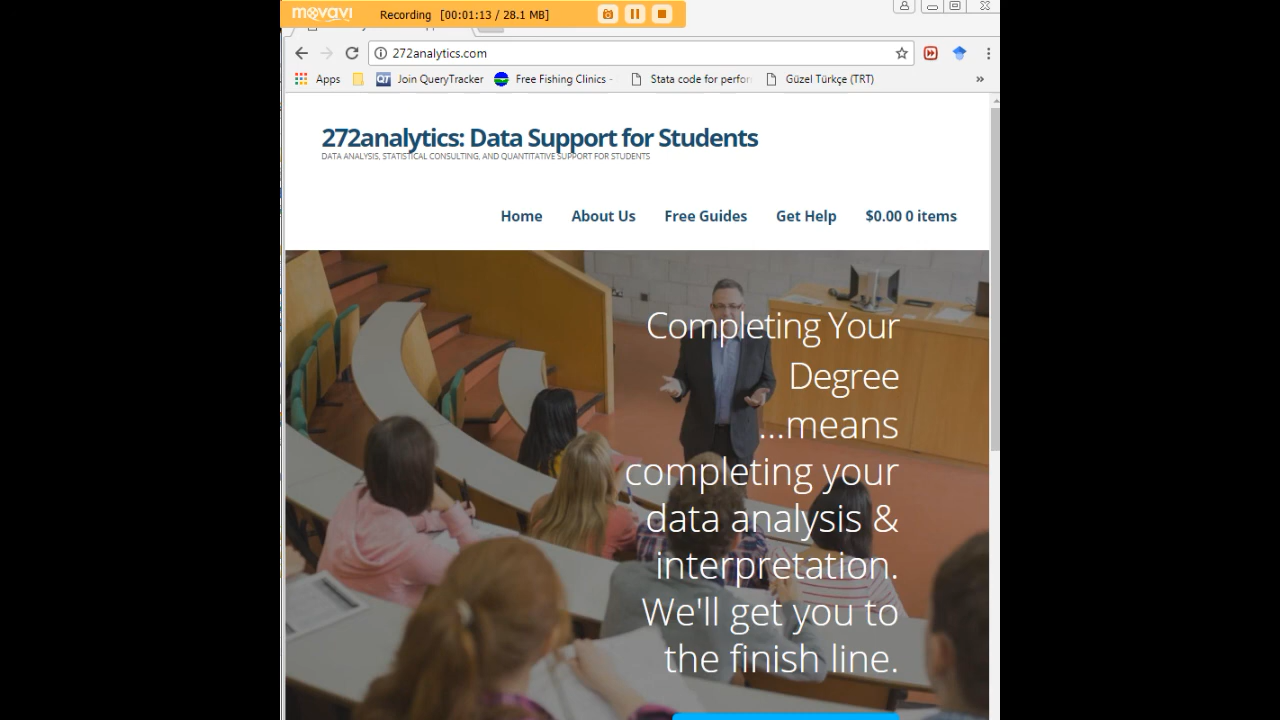 movavi
Recording [00:01:13 / 28.1 MB]
272analytics.com
Apps
Join QueryTracker
Free Fishing Clinics -
Stata code for perfor
Güzel Türkçe (TRT)
»
272analytics: Data Support for Students
DATA ANALYSIS, STATISTICAL CONSULTING, AND QUANTITATIVE SUPPORT FOR STUDENTS
Home About Us Free Guides Get Help $0.00 0 items
Completing Your
Degree
...means
completing your
data analysis &
interpretation.
We'll get you to
the finish line.